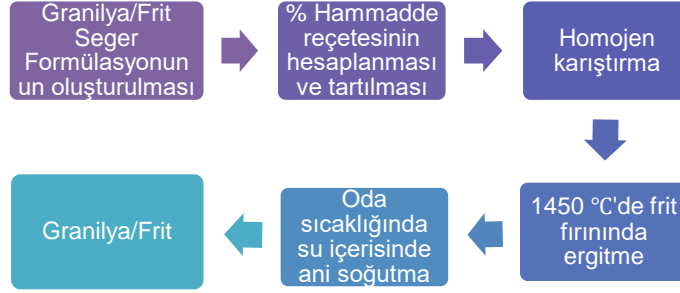 Granilya/Frit
Seger
Formülasyonun
un oluşturulması
% Hammadde
reçetesinin
hesaplanması
ve tartılması
Homojen
karıştırma
1450 °C'de frit
fırınında
ergitme
Oda
sıcaklığında
su içerisinde
ani soğutma
Granilya/Frit